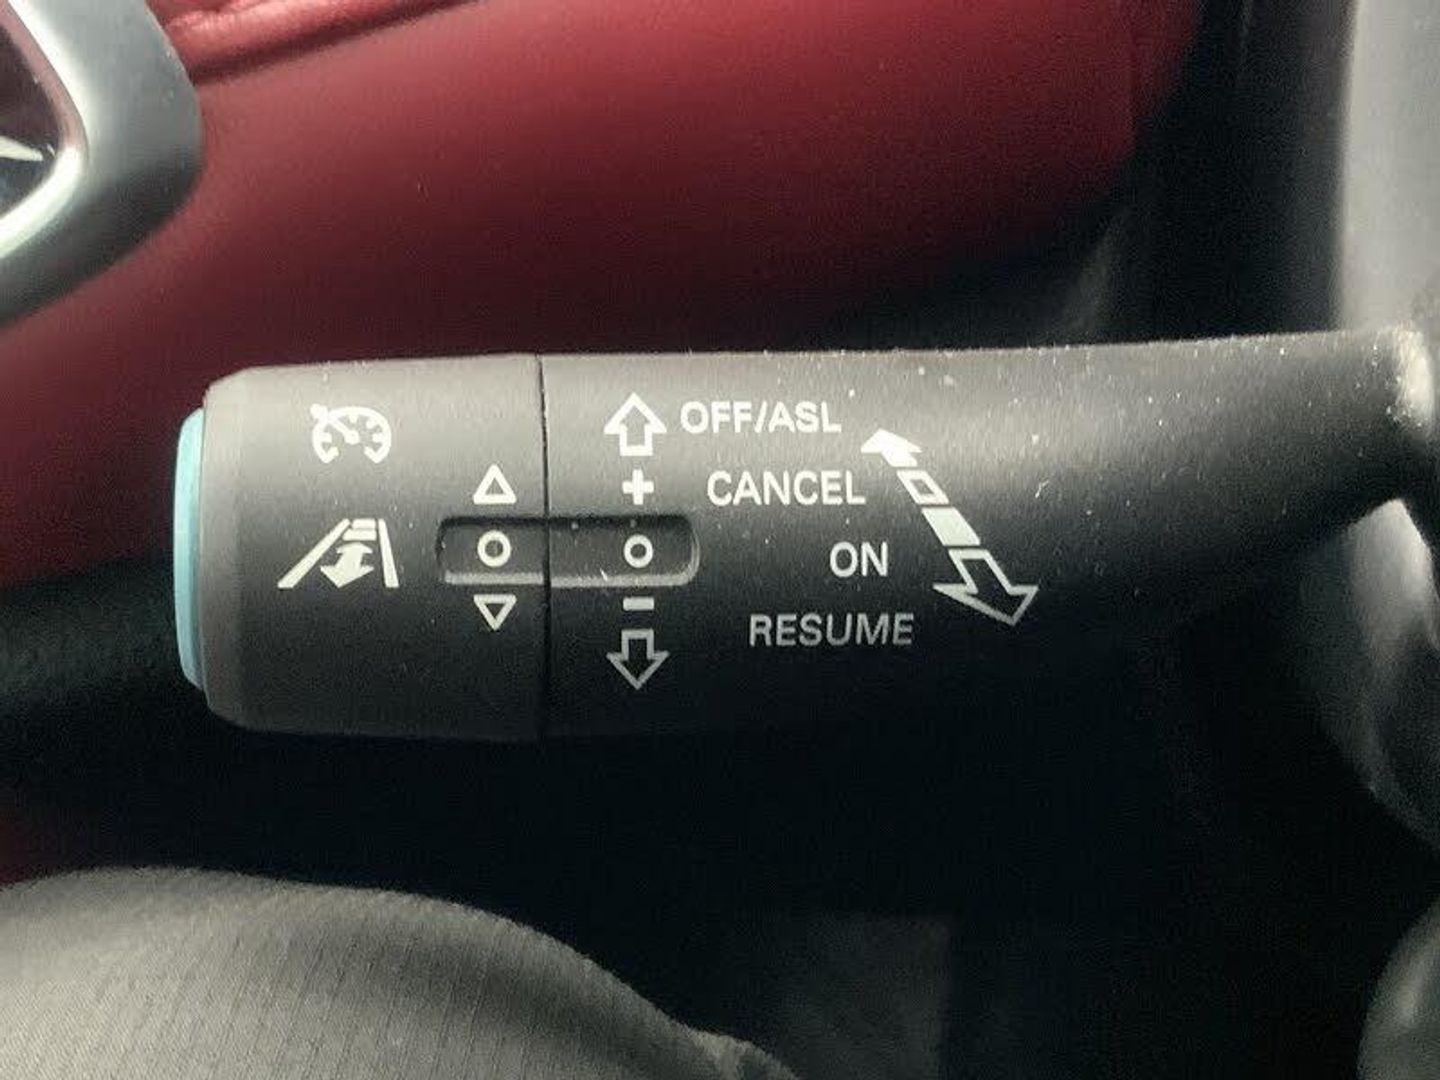 OFF/ASL
+ CANCEL
ON
−
RESUME